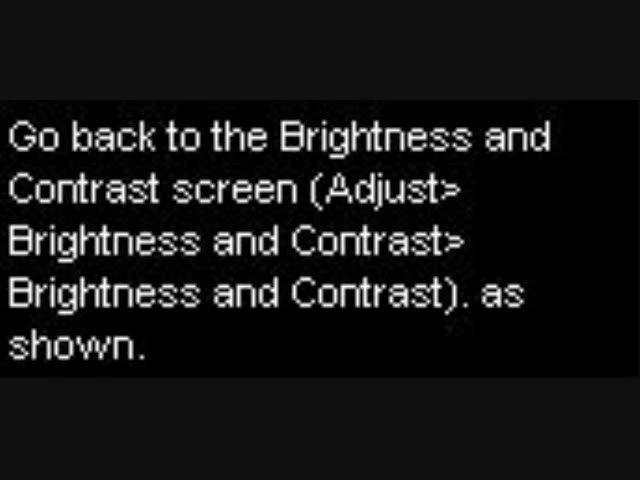 Go back to the Brightness and
Contrast screen (Adjust>
Brightness and Contrast>
Brightness and Contrast). as
shown.